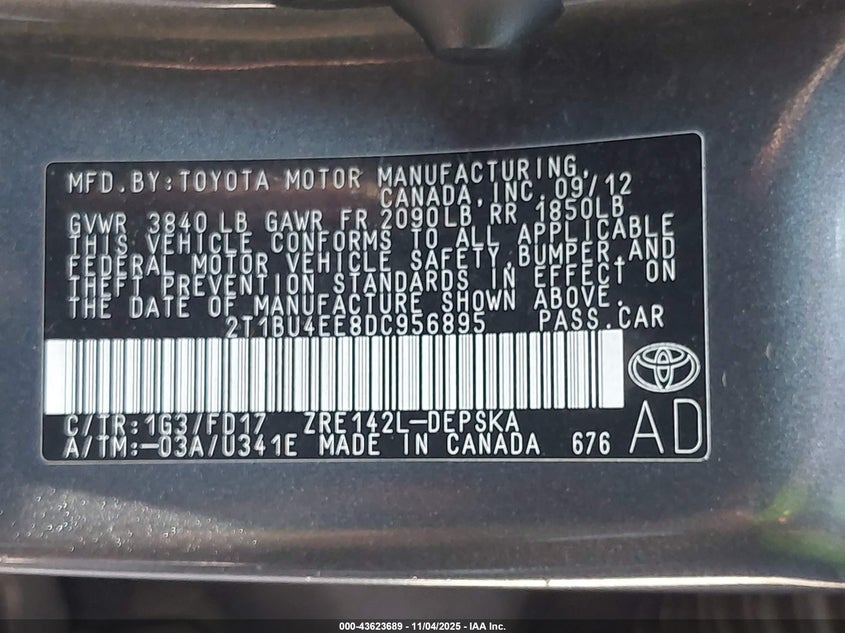 MFD.BY:TOYOTA MOTOR MANUFACTURING,
CANADA,INC.09/12
GVWR 3840 LB GAWR FR 2090LB RR 1850LB
THIS VEHICLE CONFORMS TO ALL APPLICABLE
FEDERAL MOTOR VEHICLE SAFETY,BUMPER,AND
THEFT PREVENTION STANDARDS IN EFFECT ON
THE DATE OF MANUFACTURE SHOWN ABOVE.
2T1BU4EE8DC956895 PASS.CAR
C/TR:1G3/FD17 ZRE142L-DEPSKA
A/TM:-03A/U341E MADE IN CANADA 676
AD
000-43623689 - 11/04/2025 - IAA Inc.